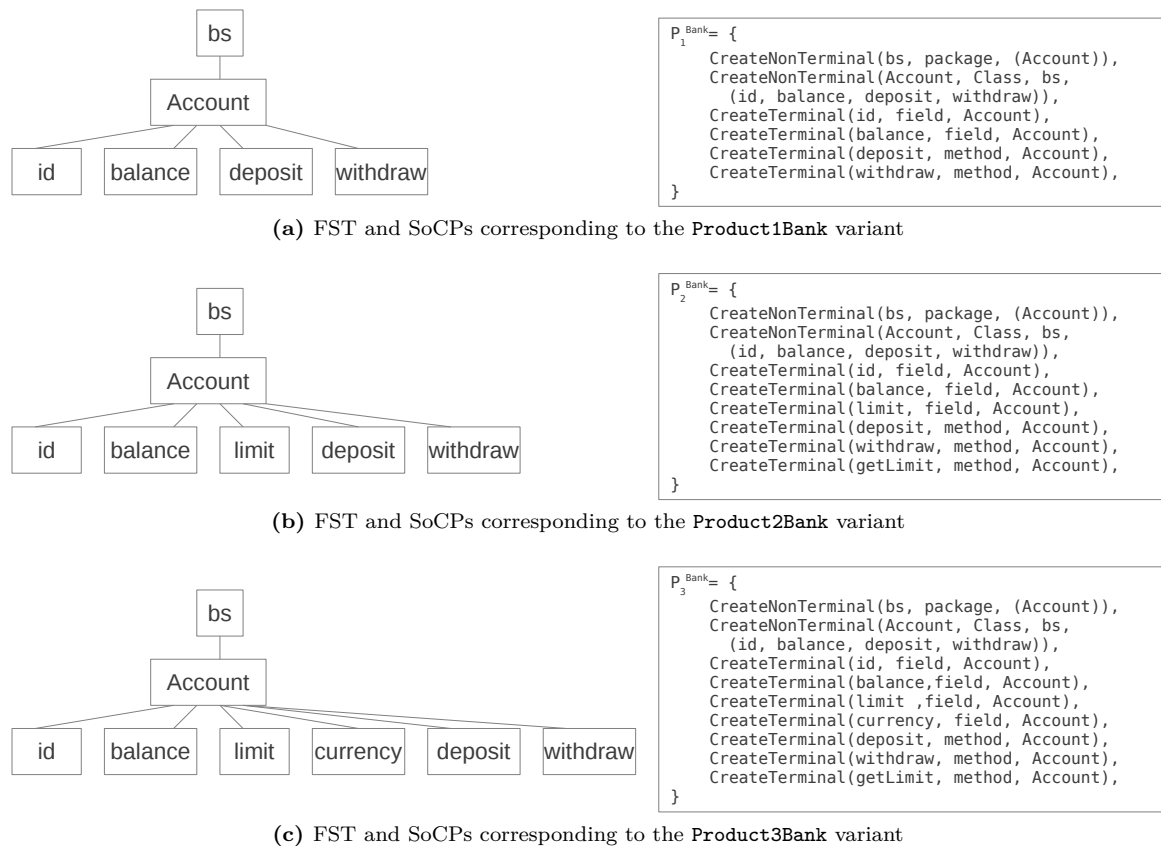 bs
Account
id balance deposit withdraw
P₁ᴮᵃⁿᵏ= {
CreateNonTerminal(bs, package, (Account)),
CreateNonTerminal(Account, Class, bs,
(id, balance, deposit, withdraw)),
CreateTerminal(id, field, Account),
CreateTerminal(balance, field, Account),
CreateTerminal(deposit, method, Account),
CreateTerminal(withdraw, method, Account),
}
(a) FST and SoCPs corresponding to the Product1Bank variant
bs
Account
id balance limit deposit withdraw
P₂ᴮᵃⁿᵏ= {
CreateNonTerminal(bs, package, (Account)),
CreateNonTerminal(Account, Class, bs,
(id, balance, deposit, withdraw)),
CreateTerminal(id, field, Account),
CreateTerminal(balance, field, Account),
CreateTerminal(limit, field, Account),
CreateTerminal(deposit, method, Account),
CreateTerminal(withdraw, method, Account),
CreateTerminal(getLimit, method, Account),
}
(b) FST and SoCPs corresponding to the Product2Bank variant
bs
Account
id balance limit currency deposit withdraw
P₃ᴮᵃⁿᵏ= {
CreateNonTerminal(bs, package, (Account)),
CreateNonTerminal(Account, Class, bs,
(id, balance, deposit, withdraw)),
CreateTerminal(id, field, Account),
CreateTerminal(balance,field, Account),
CreateTerminal(limit ,field, Account),
CreateTerminal(currency, field, Account),
CreateTerminal(deposit, method, Account),
CreateTerminal(withdraw, method, Account),
CreateTerminal(getLimit, method, Account),
}
(c) FST and SoCPs corresponding to the Product3Bank variant